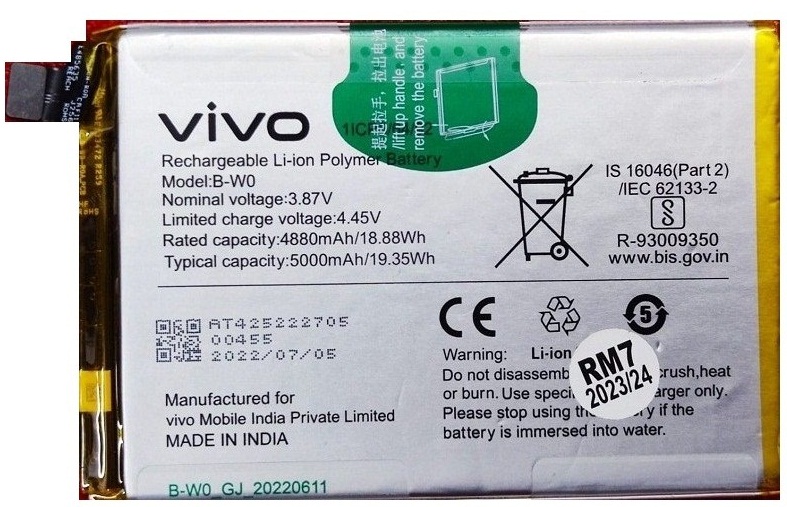 提起拉手，拉出电池
/lift up handle, and
remove the battery
vivo
Rechargeable Li-ion Polymer Battery
Model:B-W0
Nominal voltage:3.87V
Limited charge voltage:4.45V
Rated capacity:4880mAh/18.88Wh
Typical capacity:5000mAh/19.35Wh
IS 16046(Part 2)
/IEC 62133-2
R-93009350
www.bis.gov.in
AT425222705
00455
2022/07/05
CE
5
Warning: Li-ion
Do not disassemb crush,heat
or burn. Use speci arger only.
Please stop using th y if the
battery is immersed into water.
RM7
2023/24
Manufactured for
vivo Mobile India Private Limited
MADE IN INDIA
B-W0_GJ_20220611